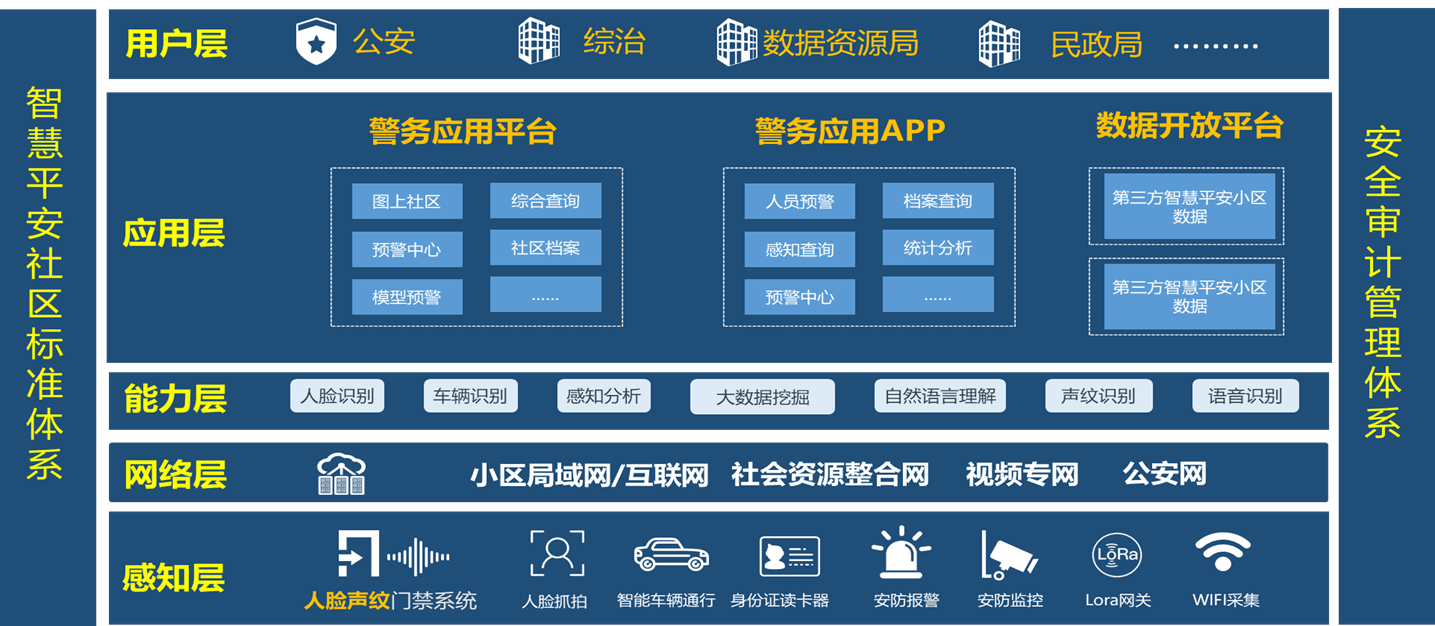 智慧平安社区标准体系
用户层
公安
综治
数据资源局
民政局
………
应用层
警务应用平台
图上社区
综合查询
预警中心
社区档案
模型预警
……
警务应用APP
人员预警
档案查询
感知查询
统计分析
预警中心
……
数据开放平台
第三方智慧平安小区
数据
第三方智慧平安小区
数据
能力层
人脸识别
车辆识别
感知分析
大数据挖掘
自然语言理解
声纹识别
语音识别
网络层
小区局域网/互联网
社会资源整合网
视频专网
公安网
感知层
人脸声纹门禁系统
人脸抓拍
智能车辆通行
身份证读卡器
安防报警
安防监控
LoRa
Lora网关
WIFI采集
安全审计管理体系